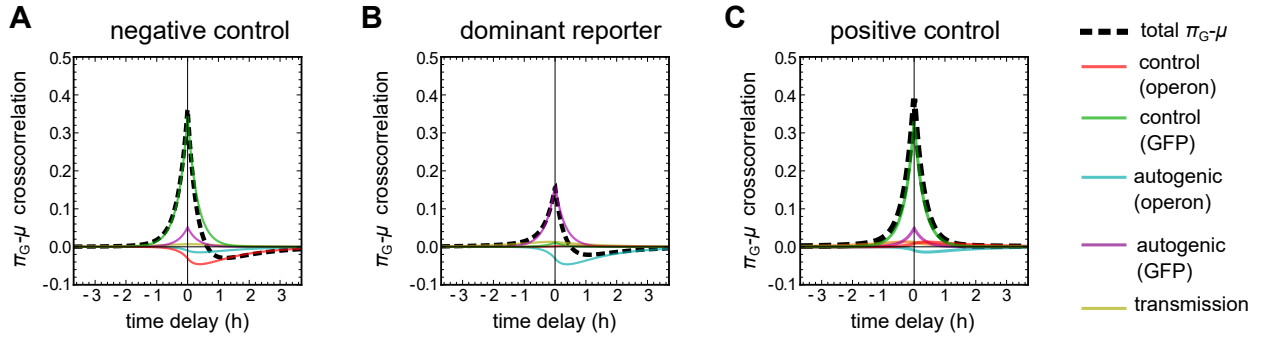 A
negative control
0.5
0.4
0.3
0.2
0.1
0.0
-0.1
π_G-μ crosscorrelation
-3 -2 -1 0 1 2 3
time delay (h)
B
dominant reporter
0.5
0.4
0.3
0.2
0.1
0.0
-0.1
π_G-μ crosscorrelation
-3 -2 -1 0 1 2 3
time delay (h)
C
positive control
0.5
0.4
0.3
0.2
0.1
0.0
-0.1
π_G-μ crosscorrelation
-3 -2 -1 0 1 2 3
time delay (h)
total π_G-μ
control
(operon)
control
(GFP)
autogenic
(operon)
autogenic
(GFP)
transmission